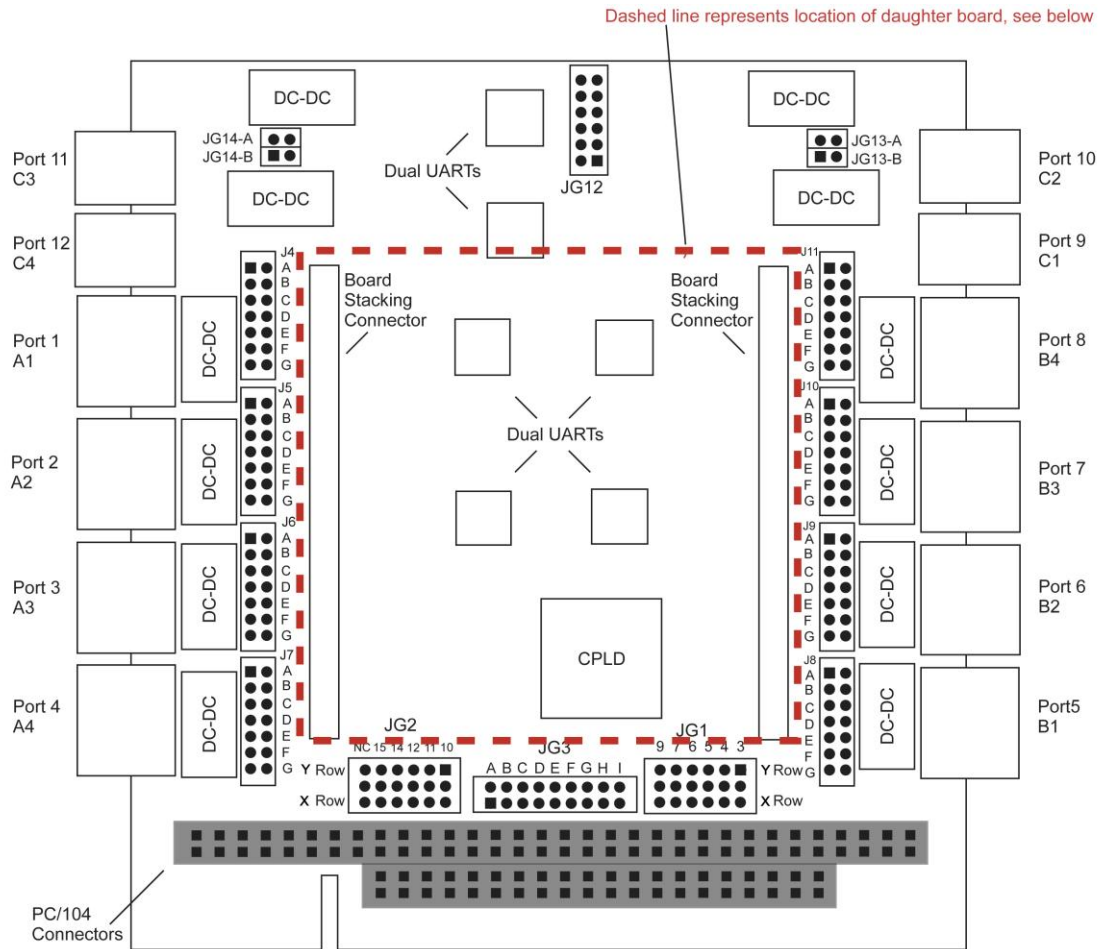 Dashed line represents location of daughter board, see below
DC-DC
DC-DC
JG14-A
JG14-B
JG13-A
JG13-B
Port 11
C3
Dual UARTs
JG12
Port 10
C2
DC-DC
DC-DC
Port 12
C4
Port 9
C1
J4
A
B
C
D
E
F
G
Board
Stacking
Connector
Board
Stacking
Connector
J11
A
B
C
D
E
F
G
Port 1
A1
DC-DC
DC-DC
Port 8
B4
J5
A
B
C
D
E
F
G
Dual UARTs
J10
A
B
C
D
E
F
G
Port 2
A2
DC-DC
DC-DC
Port 7
B3
J6
A
B
C
D
E
F
G
J9
A
B
C
D
E
F
G
Port 3
A3
DC-DC
DC-DC
Port 6
B2
CPLD
J7
A
B
C
D
E
F
G
J8
A
B
C
D
E
F
G
Port 4
A4
DC-DC
DC-DC
Port5
B1
JG2
NC 15 14 12 11 10
Y Row
X Row
JG3
A B C D E F G H I
JG1
9 7 6 5 4 3
Y Row
X Row
PC/104
Connectors